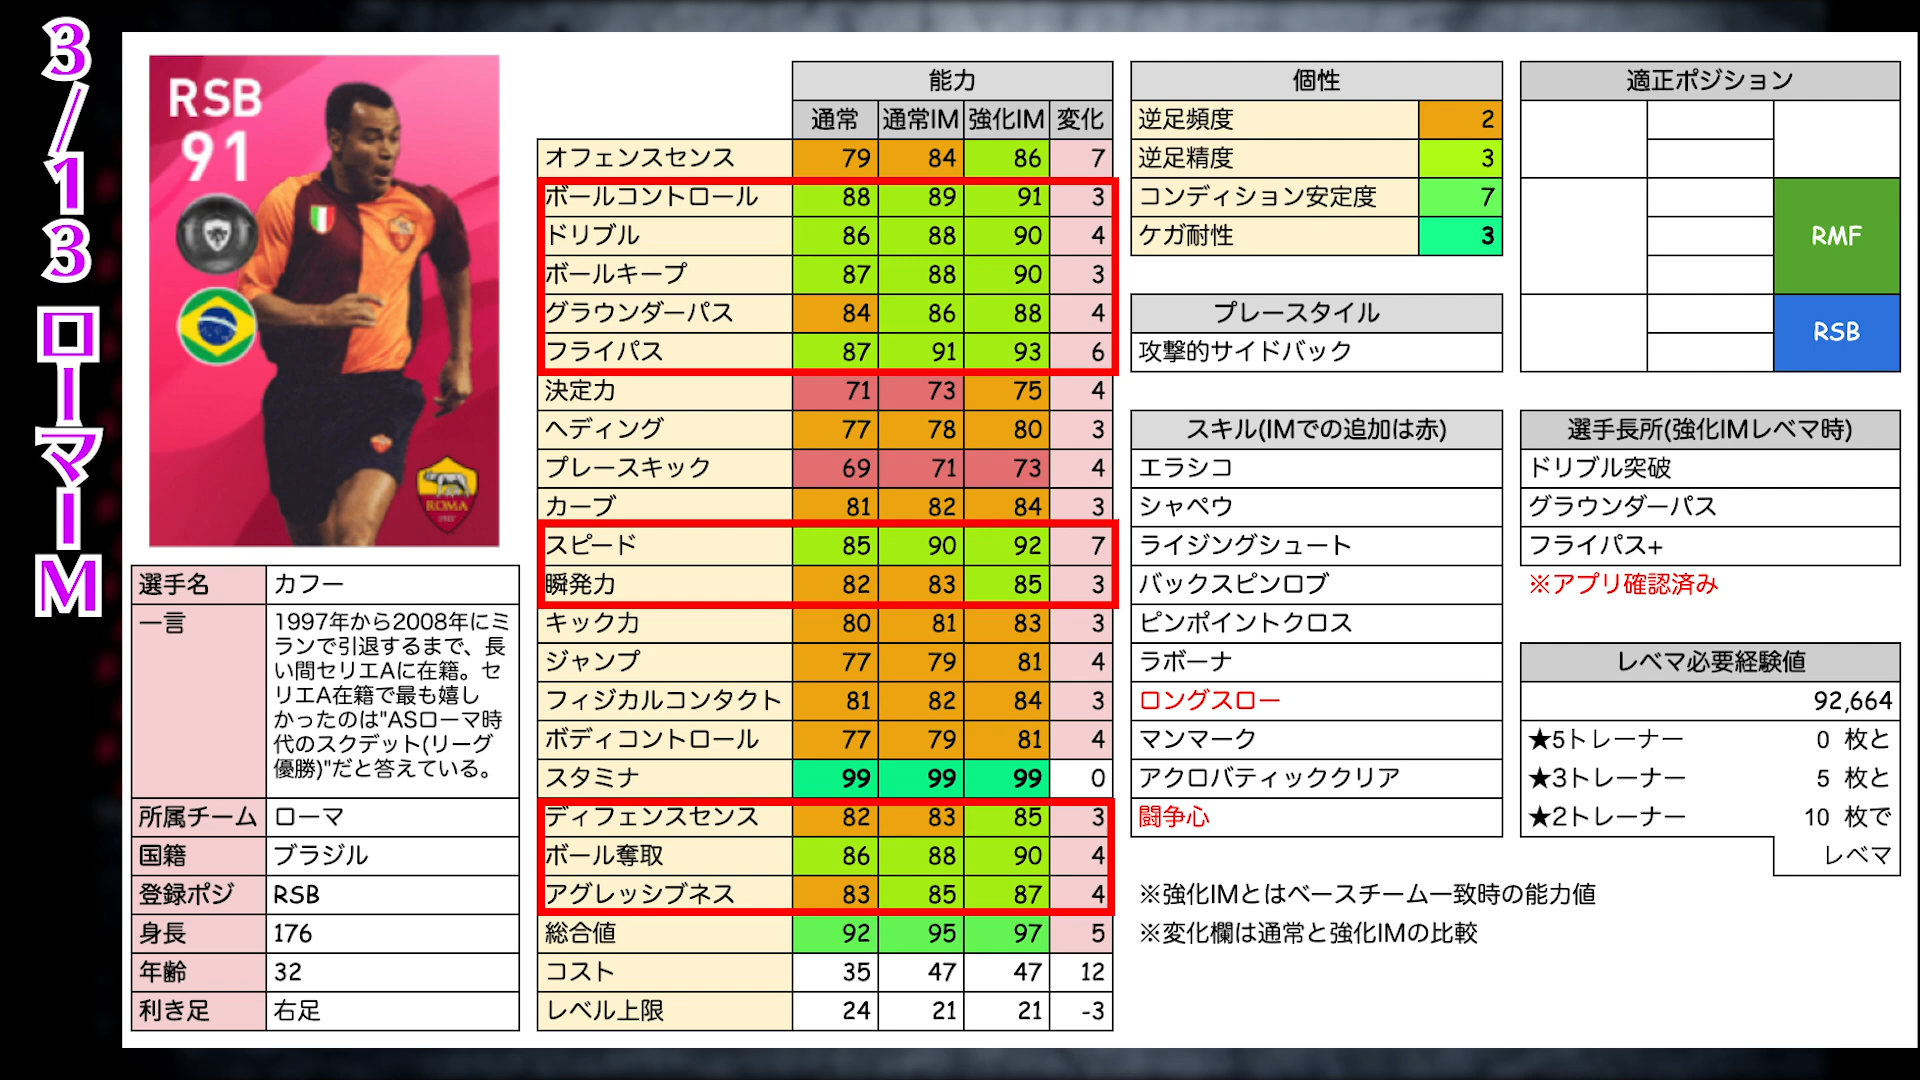 3/13 ローマIM
RSB
91
ROMA
選手名 カフー
一言 1997年から2008年にミ
ランで引退するまで、長
い間セリエAに在籍。セ
リエA在籍で最も嬉し
かったのは"ASローマ時
代のスクデット(リーグ
優勝)"だと答えている。
所属チーム ローマ
国籍 ブラジル
登録ポジ RSB
身長 176
年齢 32
利き足 右足
能力
通常 通常IM 強化IM 変化
オフェンスセンス 79 84 86 7
ボールコントロール 88 89 91 3
ドリブル 86 88 90 4
ボールキープ 87 88 90 3
グラウンダーパス 84 86 88 4
フライパス 87 91 93 6
決定力 71 73 75 4
ヘディング 77 78 80 3
プレースキック 69 71 73 4
カーブ 81 82 84 3
スピード 85 90 92 7
瞬発力 82 83 85 3
キック力 80 81 83 3
ジャンプ 77 79 81 4
フィジカルコンタクト 81 82 84 3
ボディコントロール 77 79 81 4
スタミナ 99 99 99 0
ディフェンスセンス 82 83 85 3
ボール奪取 86 88 90 4
アグレッシブネス 83 85 87 4
総合値 92 95 97 5
コスト 35 47 47 12
レベル上限 24 21 21 -3
個性
逆足頻度 2
逆足精度 3
コンディション安定度 7
ケガ耐性 3
プレースタイル
攻撃的サイドバック
スキル(IMでの追加は赤)
エラシコ
シャペウ
ライジングシュート
バックスピンロブ
ピンポイントクロス
ラボーナ
ロングスロー
マンマーク
アクロバティッククリア
闘争心
※強化IMとはベースチーム一致時の能力値
※変化欄は通常と強化IMの比較
適正ポジション
RMF
RSB
選手長所(強化IMレベマ時)
ドリブル突破
グラウンダーパス
フライパス+
※アプリ確認済み
レベマ必要経験値
92,664
★5トレーナー 0 枚と
★3トレーナー 5 枚と
★2トレーナー 10 枚で
レベマ